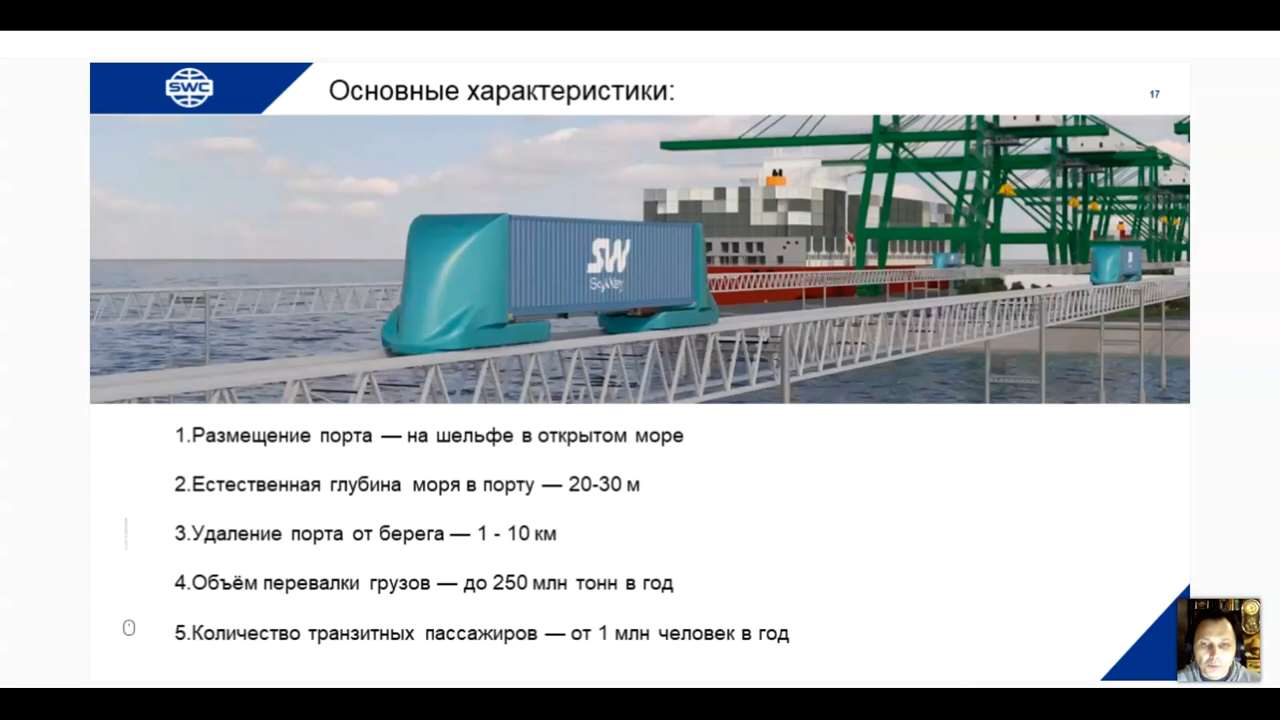 SWC
Основные характеристики:
17
SW
SkyWay
1.Размещение порта — на шельфе в открытом море
2.Естественная глубина моря в порту — 20-30 м
3.Удаление порта от берега — 1 - 10 км
4.Объём перевалки грузов — до 250 млн тонн в год
5.Количество транзитных пассажиров — от 1 млн человек в год